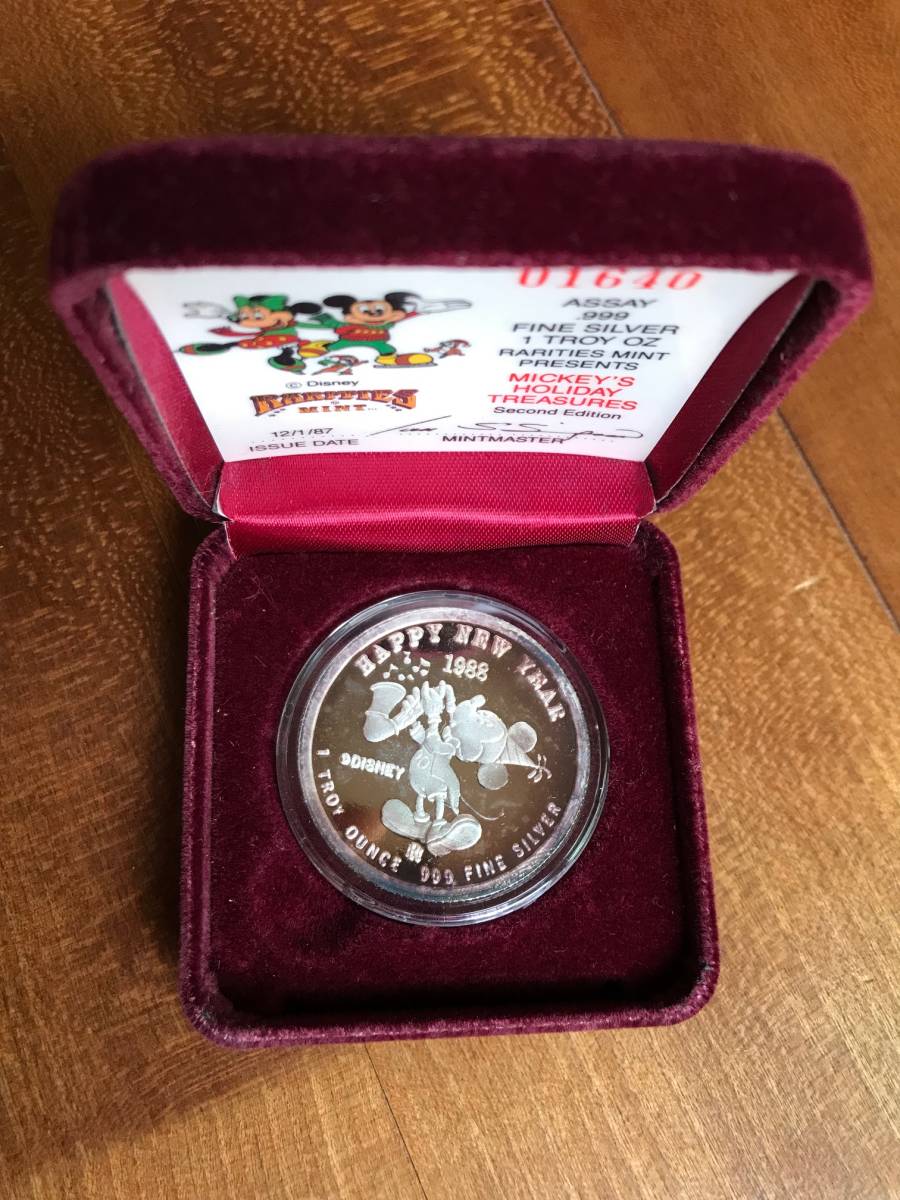 01640
ASSAY
.999
FINE SILVER
1 TROY OZ
RARITIES MINT
PRESENTS
MICKEY'S
HOLIDAY
TREASURES
Second Edition
© Disney
RARITIES
MINT
12/1/87
ISSUE DATE
MINTMASTER
HAPPY NEW YEAR
1988
©DISNEY
1 TROY OUNCE 999 FINE SILVER